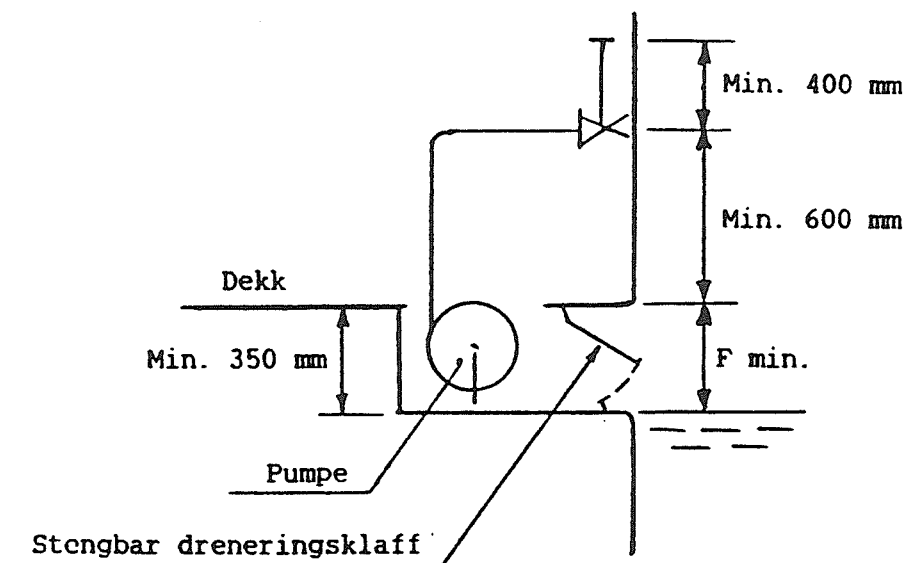 Min. 400 mm
Min. 600 mm
Dekk
Min. 350 mm
F min.
Pumpe
Stengbar dreneringsklaff